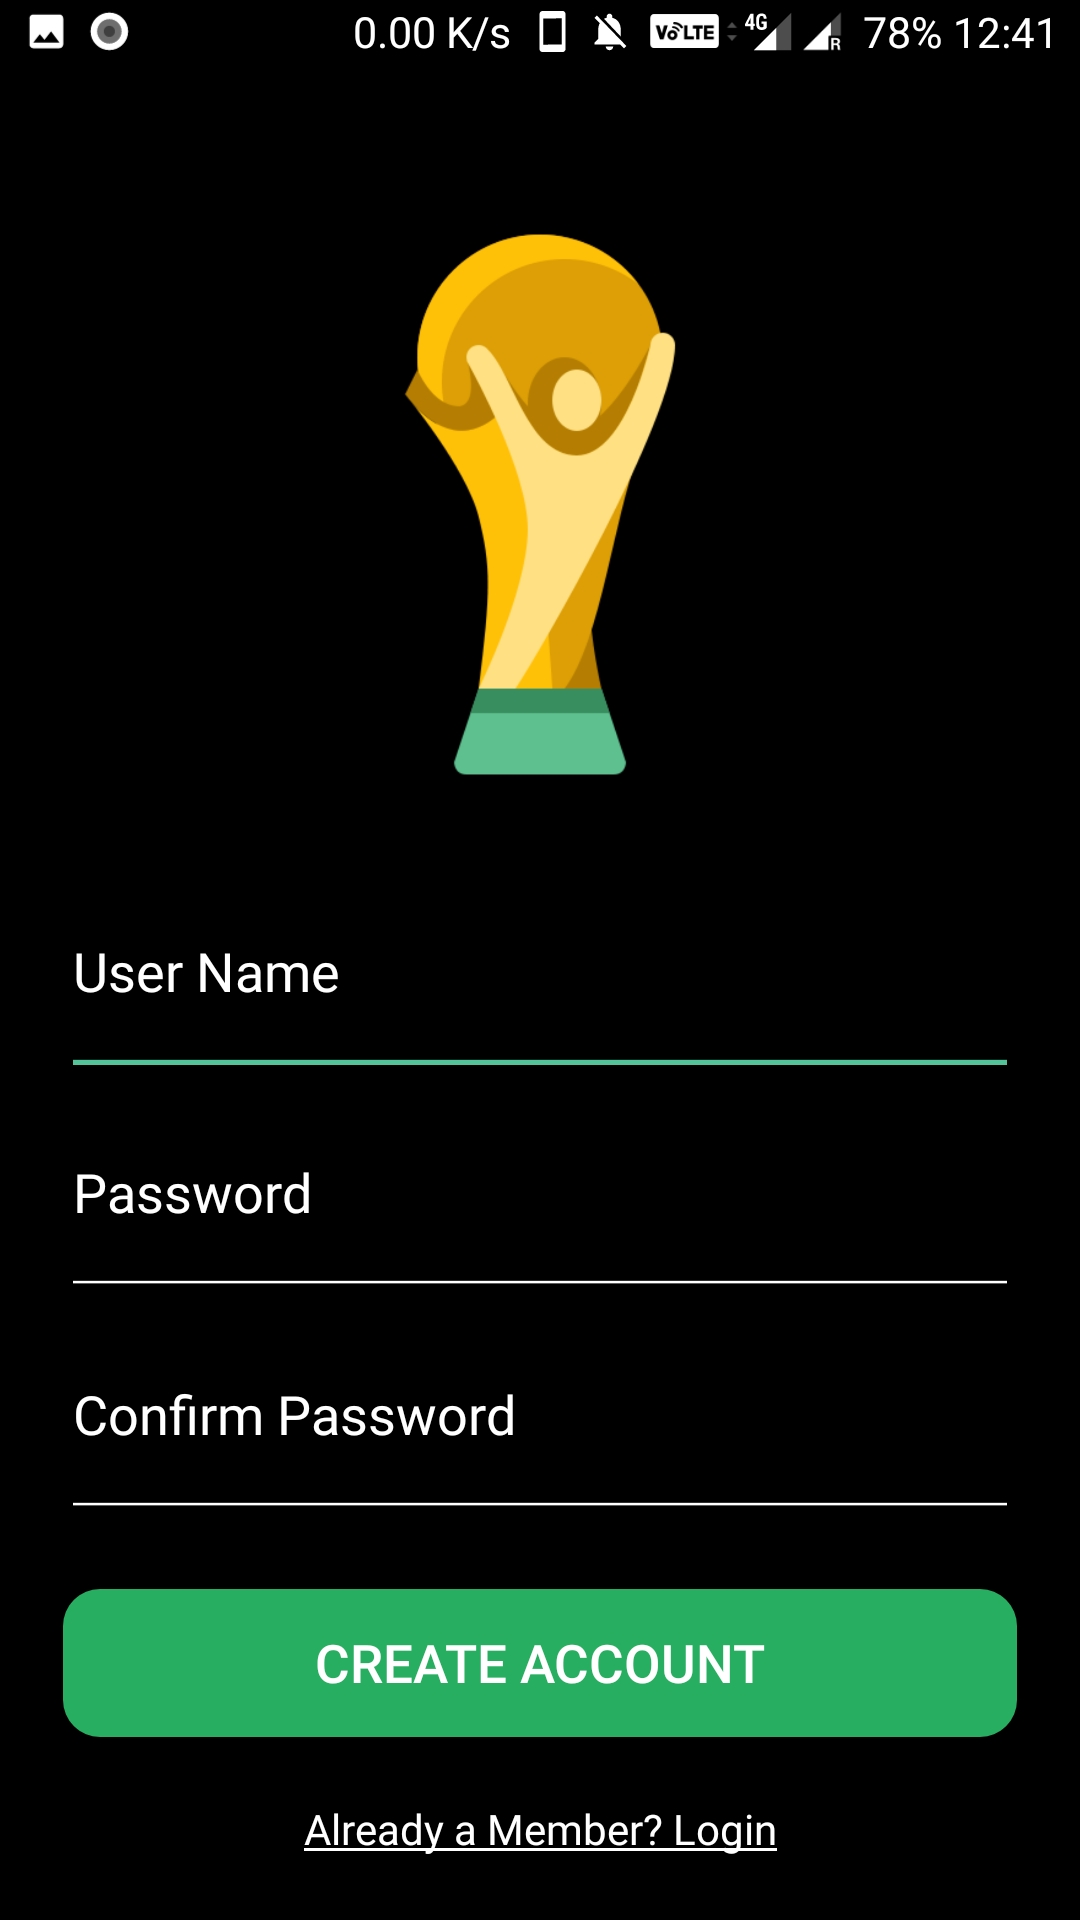 0.00 K/s VoLTE 4G R 78% 12:41
User Name
Password
Confirm Password
CREATE ACCOUNT
Already a Member? Login